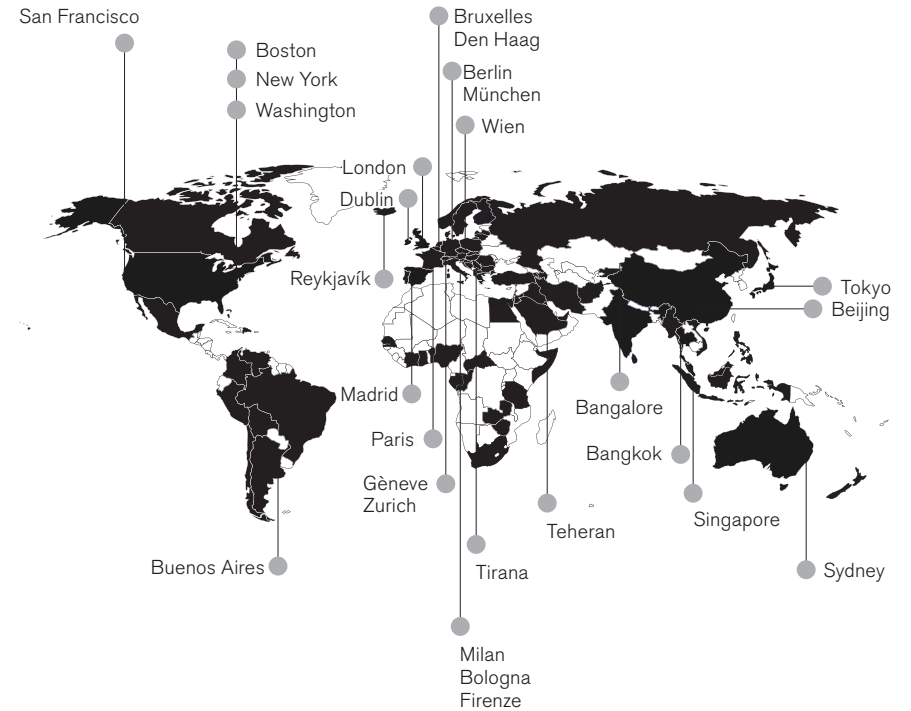 San Francisco
Boston
New York
Washington
Bruxelles
Den Haag
Berlin
München
Wien
London
Dublin
Reykjavík
Tokyo
Beijing
Madrid
Bangalore
Paris
Bangkok
Gèneve
Zurich
Singapore
Teheran
Buenos Aires
Tirana
Sydney
Milan
Bologna
Firenze